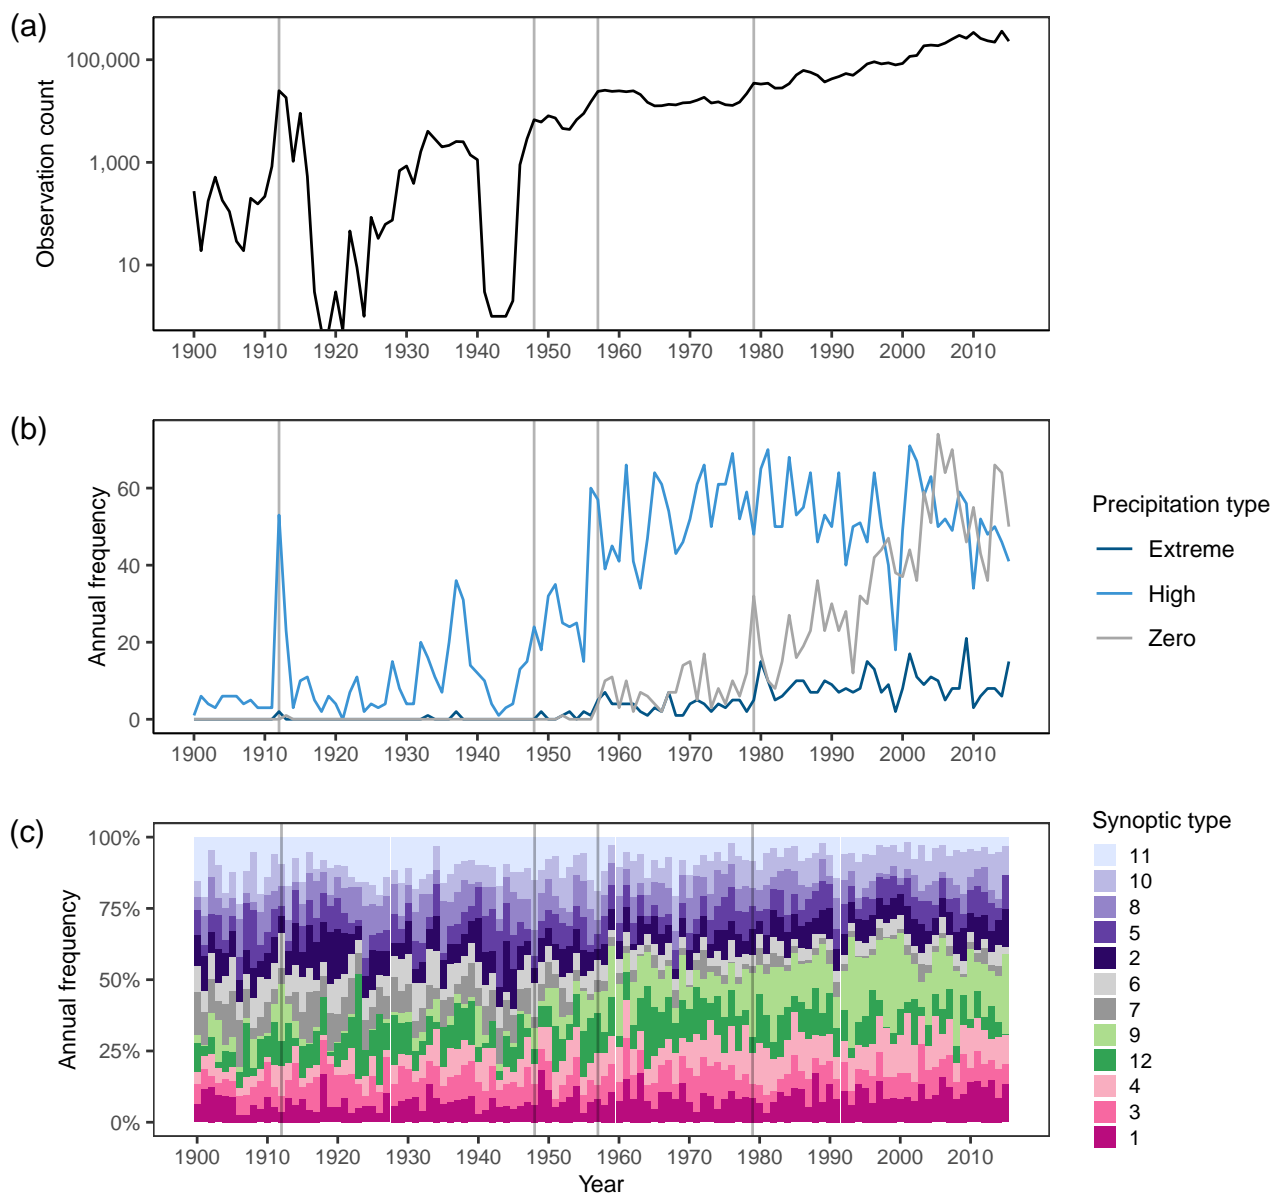 (a)
Observation count
100,000
1,000
10
1900 1910 1920 1930 1940 1950 1960 1970 1980 1990 2000 2010
(b)
Annual frequency
60
40
20
0
1900 1910 1920 1930 1940 1950 1960 1970 1980 1990 2000 2010
Precipitation type
Extreme
High
Zero
(c)
Annual frequency
100%
75%
50%
25%
0%
1900 1910 1920 1930 1940 1950 1960 1970 1980 1990 2000 2010
Year
Synoptic type
11
10
8
5
2
6
7
9
12
4
3
1